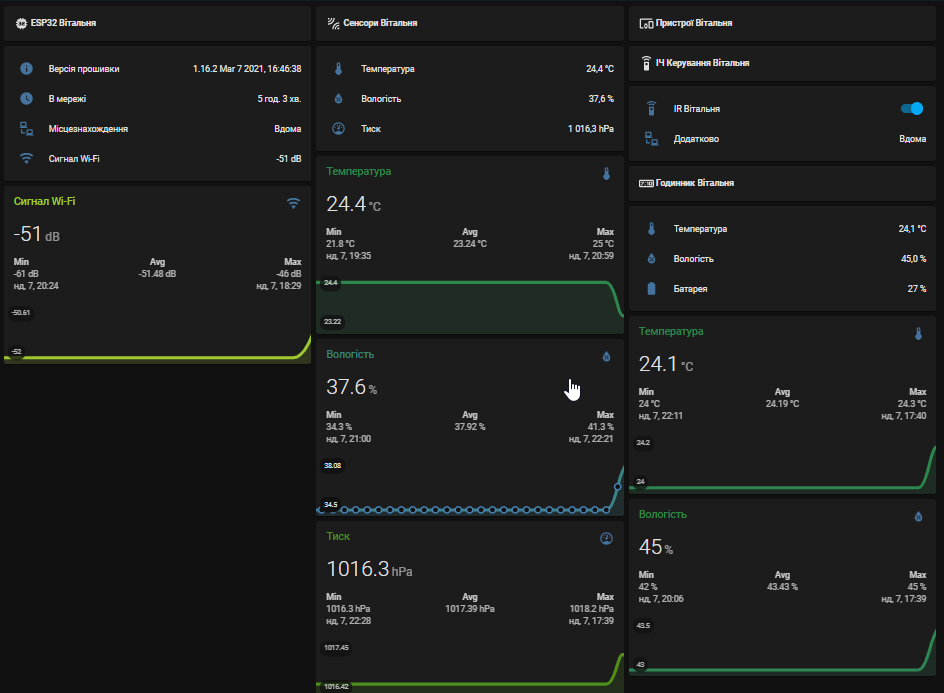 ESP32 Вітальня
Версія прошивки 1.16.2 Mar 7 2021, 16:46:38
В мережі 5 год. 3 хв.
Місцезнахождення Вдома
Сигнал Wi-Fi -51 dB
Сигнал Wi-Fi
-51 dB
Min Avg Max
-61 dB -51.48 dB -46 dB
нд, 7, 20:24 нд, 7, 18:29
-50.61
-52
Сенсори Вітальня
Температура 24,4 °C
Вологість 37,6 %
Тиск 1 016,3 hPa
Температура
24.4 °C
Min Avg Max
21.8 °C 23.24 °C 25 °C
нд, 7, 19:35 нд, 7, 20:59
24.4
23.22
Вологість
37.6 %
Min Avg Max
34.3 % 37.92 % 41.3 %
нд, 7, 21:00 нд, 7, 22:21
38.08
34.5
Тиск
1016.3 hPa
Min Avg Max
1016.3 hPa 1017.39 hPa 1018.2 hPa
нд, 7, 22:28 нд, 7, 17:39
1017.45
1016.42
Пристрої Вітальня
ІЧ Керування Вітальня
IR Вітальня
Додатково Вдома
Годинник Вітальня
Температура 24,1 °C
Вологість 45,0 %
Батарея 27 %
Температура
24.1 °C
Min Avg Max
24 °C 24.19 °C 24.3 °C
нд, 7, 22:11 нд, 7, 17:40
24.2
24
Вологість
45 %
Min Avg Max
42 % 43.43 % 45 %
нд, 7, 20:06 нд, 7, 17:39
43.5
43